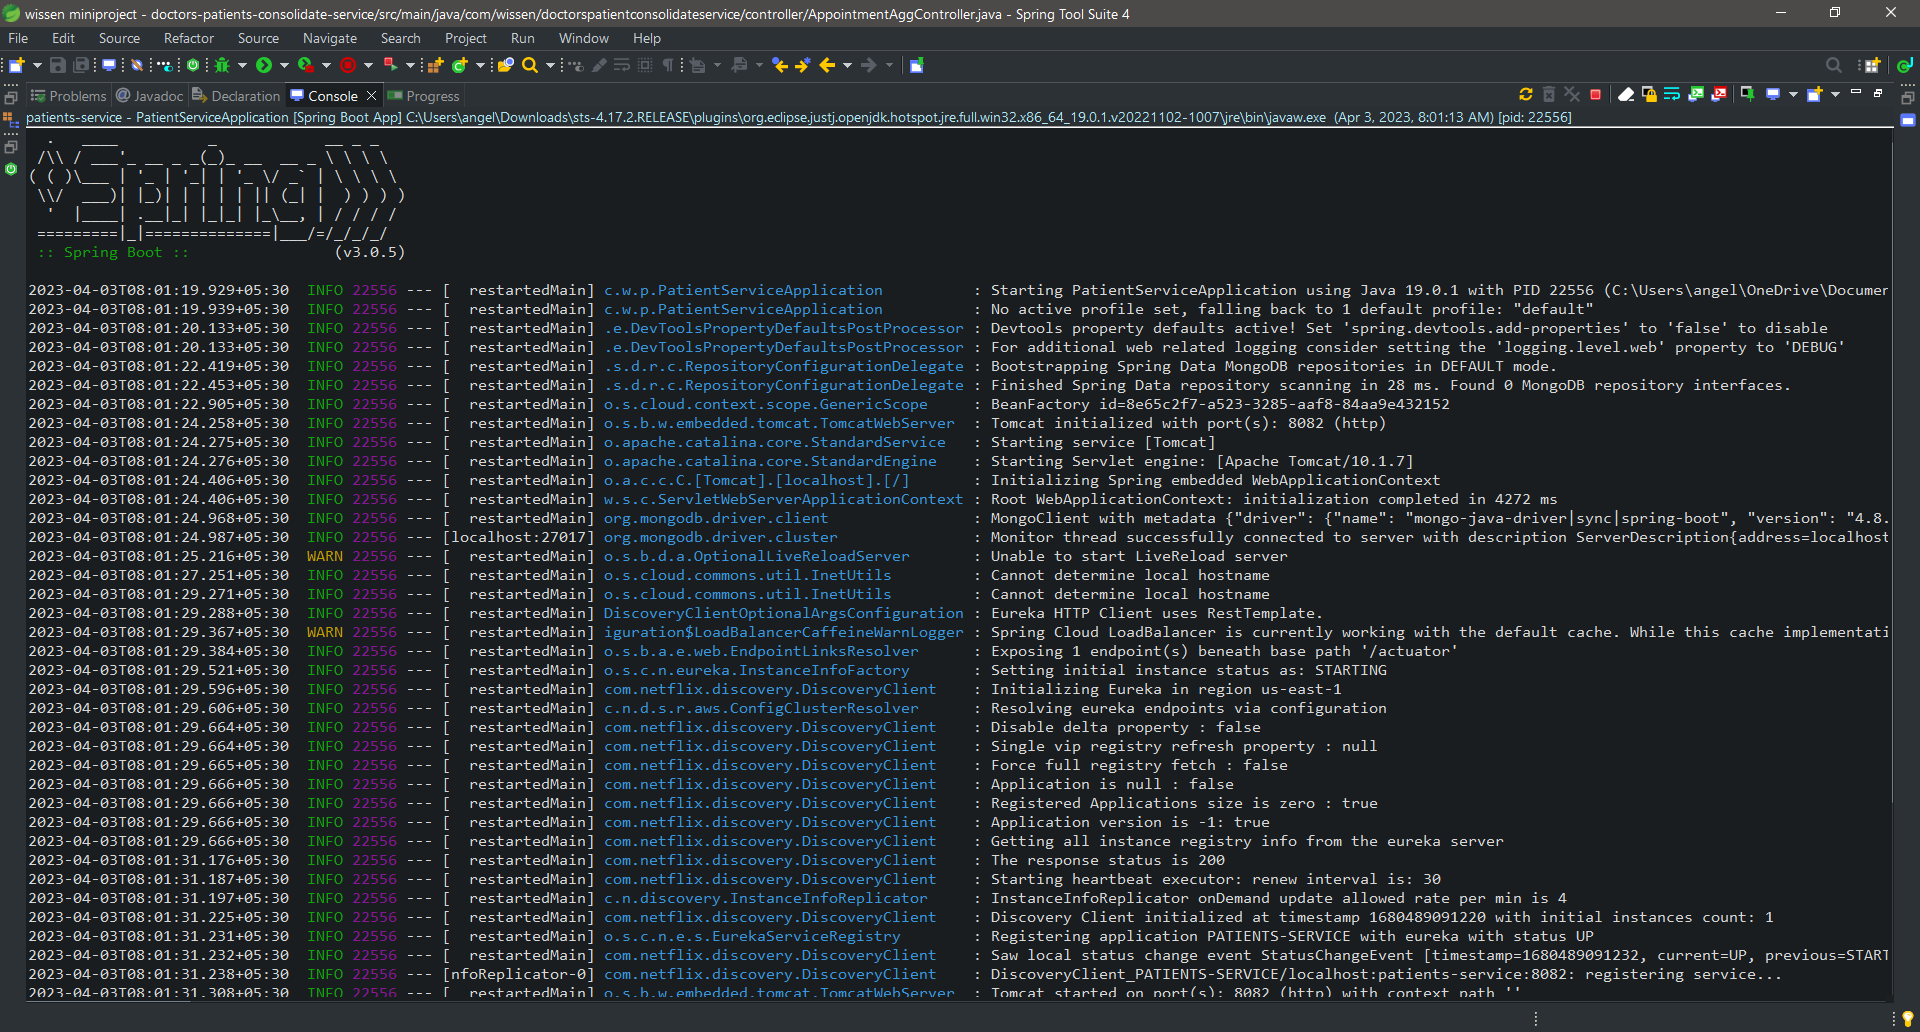 wissen miniproject - doctors-patients-consolidate-service/src/main/java/com/wissen/doctorspatientconsolidateservice/controller/AppointmentAggController.java - Spring Tool Suite 4
File Edit Source Refactor Source Navigate Search Project Run Window Help
Problems @ Javadoc Declaration Console Progress
patients-service - PatientServiceApplication [Spring Boot App] C:\Users\angel\Downloads\sts-4.17.2.RELEASE\plugins\org.eclipse.justj.openjdk.hotspot.jre.full.win32.x86_64_19.0.1.v20221102-1007\jre\bin\javaw.exe (Apr 3, 2023, 8:01:13 AM) [pid: 22556]
  .   ____          _            __ _ _
 /\\ / ___'_ __ _ _(_)_ __  __ _ \ \ \ \
( ( )\___ | '_ | '_| | '_ \/ _` | \ \ \ \
 \\/  ___)| |_)| | | | | || (_| |  ) ) ) )
  '  |____| .__|_| |_|_| |_\__, | / / / /
 =========|_|==============|___/=/_/_/_/
 :: Spring Boot ::                (v3.0.5)
2023-04-03T08:01:19.929+05:30  INFO 22556 --- [  restartedMain] c.w.p.PatientServiceApplication          : Starting PatientServiceApplication using Java 19.0.1 with PID 22556 (C:\Users\angel\OneDrive\Documen
2023-04-03T08:01:19.939+05:30  INFO 22556 --- [  restartedMain] c.w.p.PatientServiceApplication          : No active profile set, falling back to 1 default profile: "default"
2023-04-03T08:01:20.133+05:30  INFO 22556 --- [  restartedMain] .e.DevToolsPropertyDefaultsPostProcessor : Devtools property defaults active! Set 'spring.devtools.add-properties' to 'false' to disable
2023-04-03T08:01:20.133+05:30  INFO 22556 --- [  restartedMain] .e.DevToolsPropertyDefaultsPostProcessor : For additional web related logging consider setting the 'logging.level.web' property to 'DEBUG'
2023-04-03T08:01:22.419+05:30  INFO 22556 --- [  restartedMain] .s.d.r.c.RepositoryConfigurationDelegate : Bootstrapping Spring Data MongoDB repositories in DEFAULT mode.
2023-04-03T08:01:22.453+05:30  INFO 22556 --- [  restartedMain] .s.d.r.c.RepositoryConfigurationDelegate : Finished Spring Data repository scanning in 28 ms. Found 0 MongoDB repository interfaces.
2023-04-03T08:01:22.905+05:30  INFO 22556 --- [  restartedMain] o.s.cloud.context.scope.GenericScope     : BeanFactory id=8e65c2f7-a523-3285-aaf8-84aa9e432152
2023-04-03T08:01:24.258+05:30  INFO 22556 --- [  restartedMain] o.s.b.w.embedded.tomcat.TomcatWebServer  : Tomcat initialized with port(s): 8082 (http)
2023-04-03T08:01:24.275+05:30  INFO 22556 --- [  restartedMain] o.apache.catalina.core.StandardService   : Starting service [Tomcat]
2023-04-03T08:01:24.276+05:30  INFO 22556 --- [  restartedMain] o.apache.catalina.core.StandardEngine    : Starting Servlet engine: [Apache Tomcat/10.1.7]
2023-04-03T08:01:24.406+05:30  INFO 22556 --- [  restartedMain] o.a.c.c.C.[Tomcat].[localhost].[/]       : Initializing Spring embedded WebApplicationContext
2023-04-03T08:01:24.406+05:30  INFO 22556 --- [  restartedMain] w.s.c.ServletWebServerApplicationContext : Root WebApplicationContext: initialization completed in 4272 ms
2023-04-03T08:01:24.968+05:30  INFO 22556 --- [  restartedMain] org.mongodb.driver.client                : MongoClient with metadata {"driver": {"name": "mongo-java-driver|sync|spring-boot", "version": "4.8.
2023-04-03T08:01:24.987+05:30  INFO 22556 --- [localhost:27017] org.mongodb.driver.cluster               : Monitor thread successfully connected to server with description ServerDescription{address=localhost
2023-04-03T08:01:25.216+05:30  WARN 22556 --- [  restartedMain] o.s.b.d.a.OptionalLiveReloadServer       : Unable to start LiveReload server
2023-04-03T08:01:27.251+05:30  INFO 22556 --- [  restartedMain] o.s.cloud.commons.util.InetUtils         : Cannot determine local hostname
2023-04-03T08:01:29.271+05:30  INFO 22556 --- [  restartedMain] o.s.cloud.commons.util.InetUtils         : Cannot determine local hostname
2023-04-03T08:01:29.288+05:30  INFO 22556 --- [  restartedMain] DiscoveryClientOptionalArgsConfiguration : Eureka HTTP Client uses RestTemplate.
2023-04-03T08:01:29.367+05:30  WARN 22556 --- [  restartedMain] iguration$LoadBalancerCaffeineWarnLogger : Spring Cloud LoadBalancer is currently working with the default cache. While this cache implementati
2023-04-03T08:01:29.384+05:30  INFO 22556 --- [  restartedMain] o.s.b.a.e.web.EndpointLinksResolver      : Exposing 1 endpoint(s) beneath base path '/actuator'
2023-04-03T08:01:29.521+05:30  INFO 22556 --- [  restartedMain] o.s.c.n.eureka.InstanceInfoFactory       : Setting initial instance status as: STARTING
2023-04-03T08:01:29.596+05:30  INFO 22556 --- [  restartedMain] com.netflix.discovery.DiscoveryClient    : Initializing Eureka in region us-east-1
2023-04-03T08:01:29.606+05:30  INFO 22556 --- [  restartedMain] c.n.d.s.r.aws.ConfigClusterResolver      : Resolving eureka endpoints via configuration
2023-04-03T08:01:29.664+05:30  INFO 22556 --- [  restartedMain] com.netflix.discovery.DiscoveryClient    : Disable delta property : false
2023-04-03T08:01:29.664+05:30  INFO 22556 --- [  restartedMain] com.netflix.discovery.DiscoveryClient    : Single vip registry refresh property : null
2023-04-03T08:01:29.665+05:30  INFO 22556 --- [  restartedMain] com.netflix.discovery.DiscoveryClient    : Force full registry fetch : false
2023-04-03T08:01:29.666+05:30  INFO 22556 --- [  restartedMain] com.netflix.discovery.DiscoveryClient    : Application is null : false
2023-04-03T08:01:29.666+05:30  INFO 22556 --- [  restartedMain] com.netflix.discovery.DiscoveryClient    : Registered Applications size is zero : true
2023-04-03T08:01:29.666+05:30  INFO 22556 --- [  restartedMain] com.netflix.discovery.DiscoveryClient    : Application version is -1: true
2023-04-03T08:01:29.666+05:30  INFO 22556 --- [  restartedMain] com.netflix.discovery.DiscoveryClient    : Getting all instance registry info from the eureka server
2023-04-03T08:01:31.176+05:30  INFO 22556 --- [  restartedMain] com.netflix.discovery.DiscoveryClient    : The response status is 200
2023-04-03T08:01:31.187+05:30  INFO 22556 --- [  restartedMain] com.netflix.discovery.DiscoveryClient    : Starting heartbeat executor: renew interval is: 30
2023-04-03T08:01:31.197+05:30  INFO 22556 --- [  restartedMain] c.n.discovery.InstanceInfoReplicator     : InstanceInfoReplicator onDemand update allowed rate per min is 4
2023-04-03T08:01:31.225+05:30  INFO 22556 --- [  restartedMain] com.netflix.discovery.DiscoveryClient    : Discovery Client initialized at timestamp 1680489091220 with initial instances count: 1
2023-04-03T08:01:31.231+05:30  INFO 22556 --- [  restartedMain] o.s.c.n.e.s.EurekaServiceRegistry        : Registering application PATIENTS-SERVICE with eureka with status UP
2023-04-03T08:01:31.232+05:30  INFO 22556 --- [  restartedMain] com.netflix.discovery.DiscoveryClient    : Saw local status change event StatusChangeEvent [timestamp=1680489091232, current=UP, previous=START
2023-04-03T08:01:31.238+05:30  INFO 22556 --- [nfoReplicator-0] com.netflix.discovery.DiscoveryClient    : DiscoveryClient_PATIENTS-SERVICE/localhost:patients-service:8082: registering service...
2023-04-03T08:01:31.308+05:30  INFO 22556 --- [  restartedMain] o.s.b.w.embedded.tomcat.TomcatWebServer  : Tomcat started on port(s): 8082 (http) with context path ''